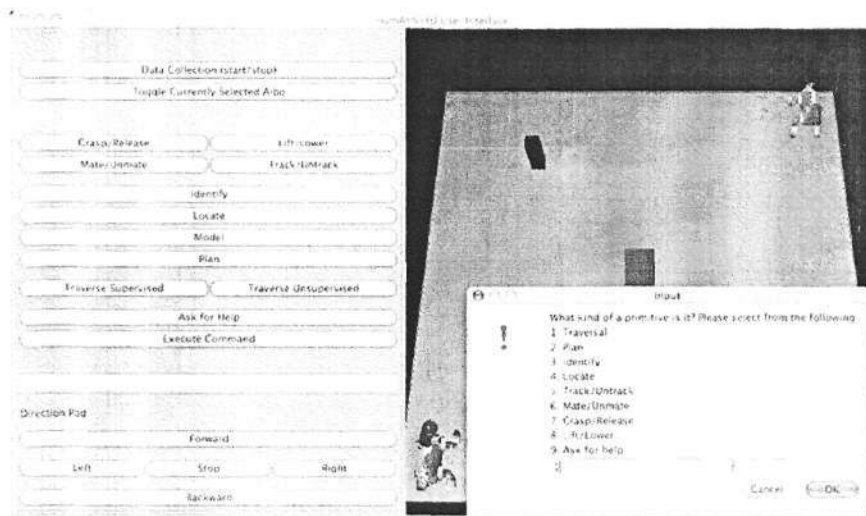 User Interface
Data Collection (start/stop)
Toggle Currently Selected Aibo
Grasp/Release
Lift/Lower
Mate/Unmate
Track/Untrack
Identify
Locate
Model
Plan
Traverse Supervised
Traverse Unsupervised
Ask for Help
Execute Command
Direction Pad
Forward
Left
Stop
Right
Backward
Input
What kind of a primitive is it? Please select from the following
1. Traversal
2. Plan
3. Identify
4. Locate
5. Track/Untrack
6. Mate/Unmate
7. Grasp/Release
8. Lift/Lower
9. Ask for help
Cancel
OK